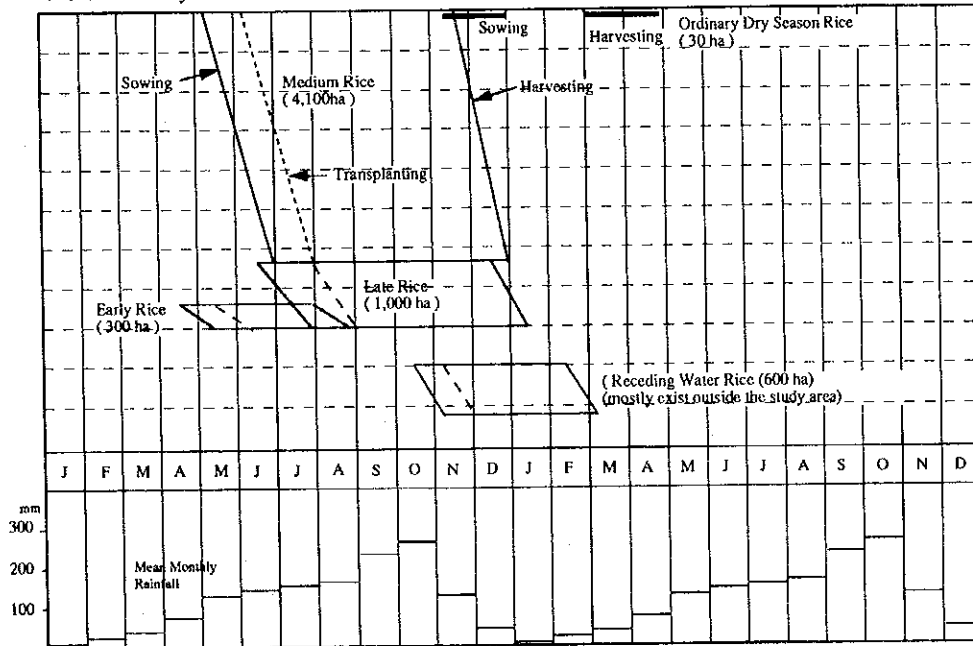 Sowing
Harvesting
Ordinary Dry Season Rice
(30 ha)
Sowing
Medium Rice
(4,100ha)
Harvesting
Transplanting
Early Rice
(300 ha)
Late Rice
(1,000 ha)
(Receding Water Rice (600 ha)
(mostly exist outside the study area)
J F M A M J J A S O N D J F M A M J J A S O N D
mm
300
200
100
Mean Monthly
Rainfall